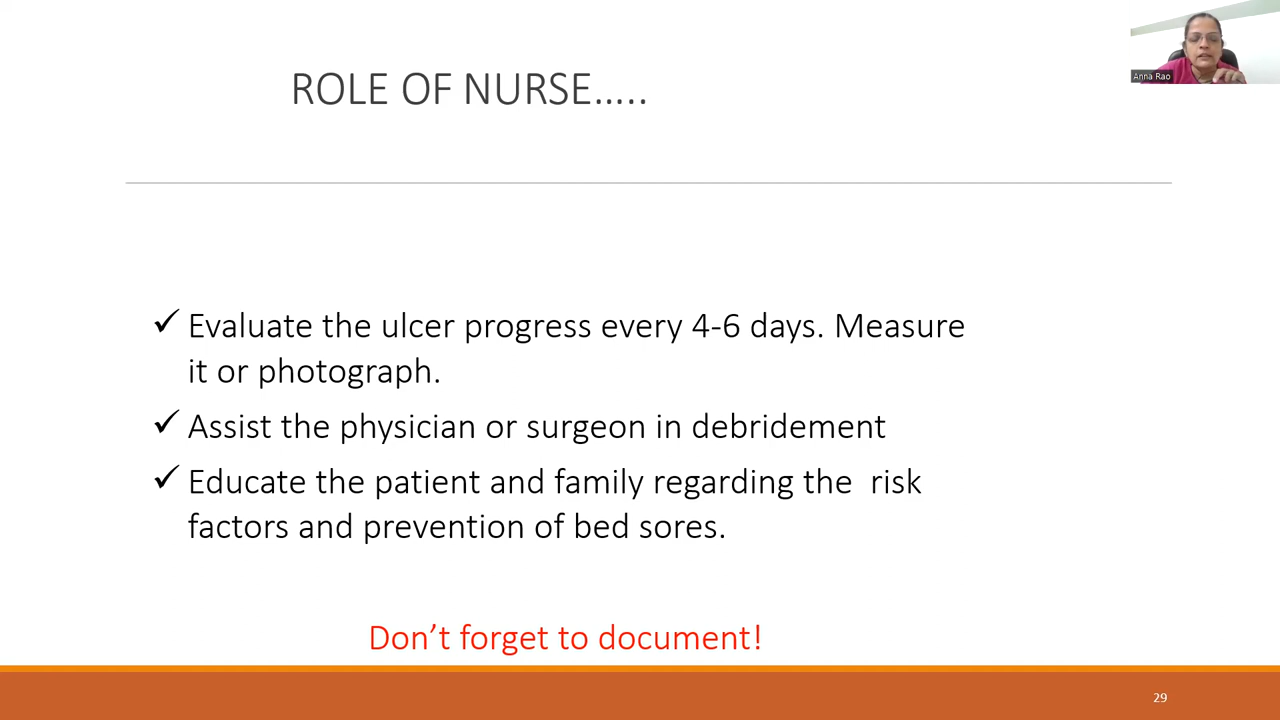 ROLE OF NURSE.....
Anna Rao
✓ Evaluate the ulcer progress every 4-6 days. Measure
it or photograph.
✓ Assist the physician or surgeon in debridement
✓ Educate the patient and family regarding the  risk
factors and prevention of bed sores.
Don’t forget to document!
29